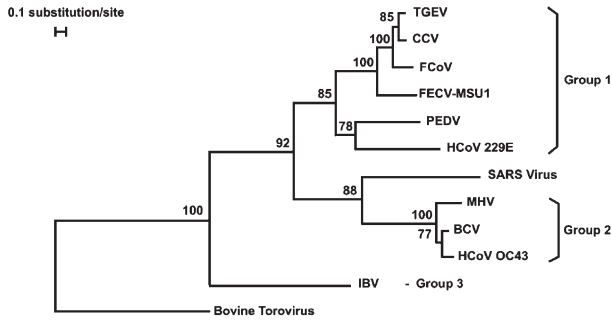 0.1 substitution/site
85
TGEV
100
CCV
FCoV
100
FECV-MSU1
Group 1
85
PEDV
78
HCoV 229E
92
SARS Virus
88
MHV
100
BCV
77
Group 2
HCoV OC43
100
IBV - Group 3
Bovine Torovirus